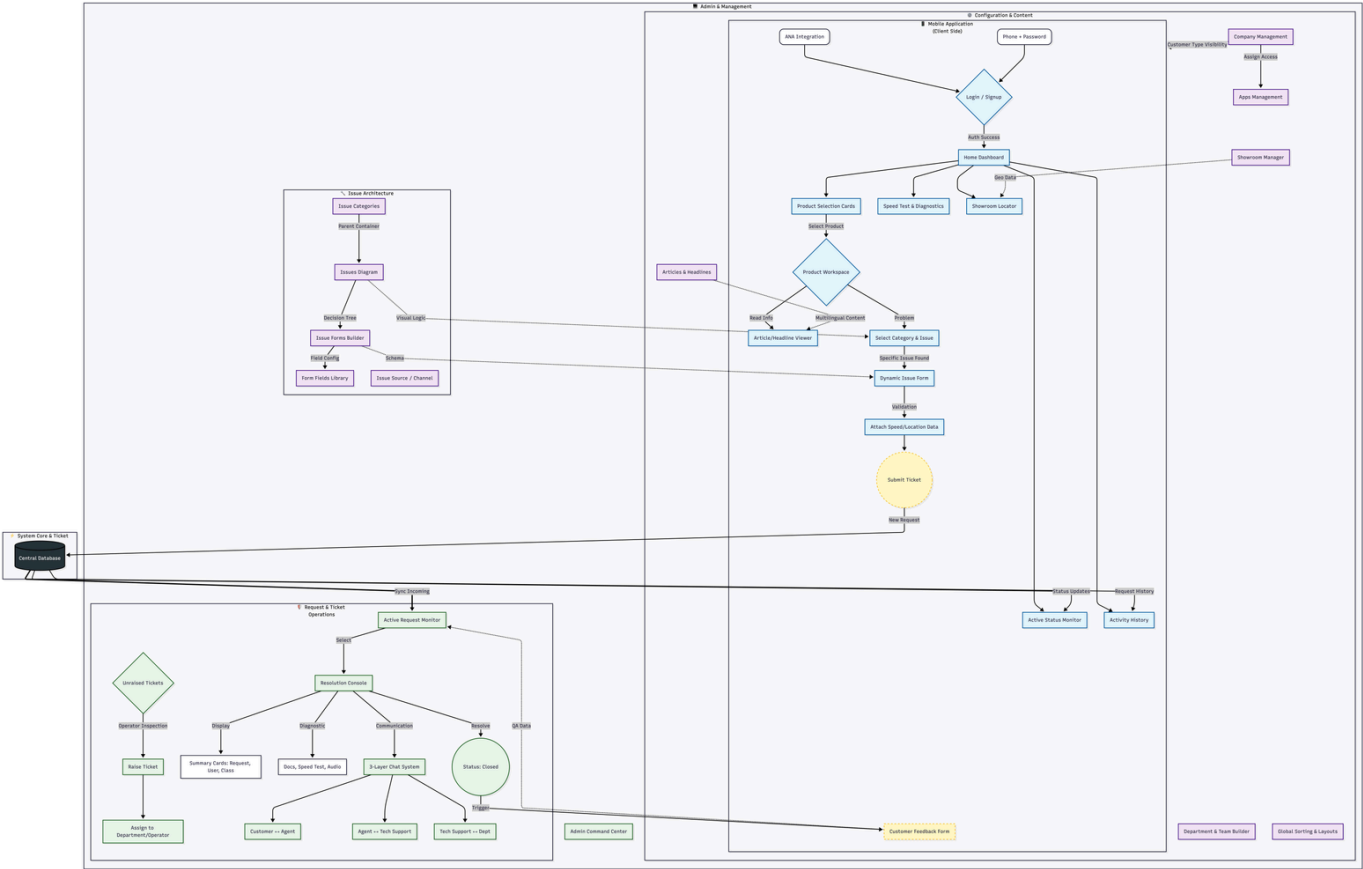 Admin & Management
Configuration & Content
Mobile Application
(Client Side)
ANA Integration
Phone + Password
Customer Type Visibility
Company Management
Assign Access
Apps Management
Login / Signup
Auth Success
Home Dashboard
Showroom Manager
Geo Data
Product Selection Cards
Speed Test & Diagnostics
Showroom Locator
Select Product
Product Workspace
Articles & Headlines
Read Info
Multilingual Content
Problem
Article/Headline Viewer
Select Category & Issue
Specific Issue Found
Dynamic Issue Form
Validation
Attach Speed/Location Data
Submit Ticket
New Request
Issue Architecture
Issue Categories
Parent Container
Issues Diagram
Decision Tree
Visual Logic
Issue Forms Builder
Field Config
Schema
Form Fields Library
Issue Source / Channel
System Core & Ticket
Central Database
Sync Incoming
Status Updates
Request History
Active Status Monitor
Activity History
Request & Ticket
Operations
Active Request Monitor
Select
Unraised Tickets
Resolution Console
Operator Inspection
Display
Diagnostic
Communication
Resolve
QA Data
Raise Ticket
Summary Cards: Request,
User, Class
Docs, Speed Test, Audio
3-Layer Chat System
Status: Closed
Trigger
Assign to
Department/Operator
Customer ↔ Agent
Agent ↔ Tech Support
Tech Support ↔ Dept
Admin Command Center
Customer Feedback Form
Department & Team Builder
Global Sorting & Layouts